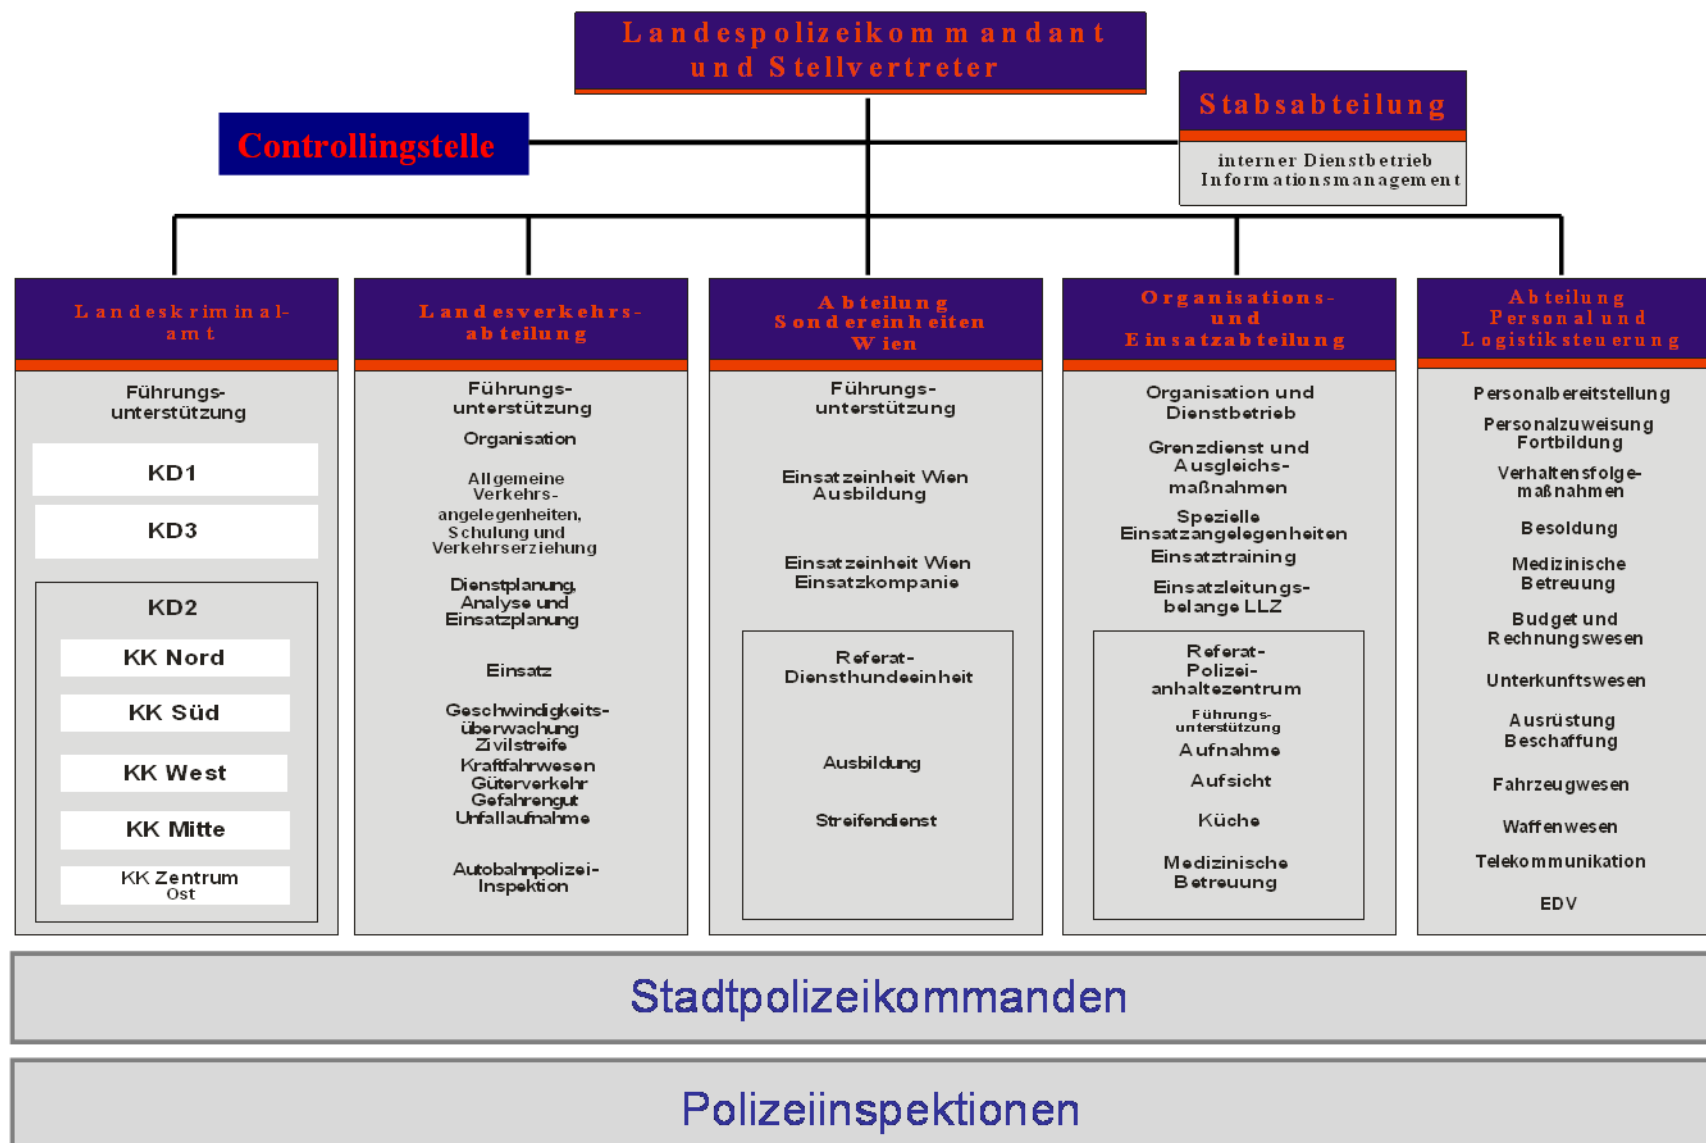 Landespolizeikommandant
und Stellvertreter
Controllingstelle
Stabsabteilung
interner Dienstbetrieb
Informationsmanagement
Landeskriminal-
amt
Führungs-
unterstützung
KD1
KD3
KD2
KK Nord
KK Süd
KK West
KK Mitte
KK Zentrum
Ost
Landesverkehrs-
abteilung
Führungs-
unterstützung
Organisation
Allgemeine
Verkehrs-
angelegenheiten,
Schulung und
Verkehrserziehung
Dienstplanung,
Analyse und
Einsatzplanung
Einsatz
Geschwindigkeits-
überwachung
Zivilstreife
Kraftfahrwesen
Güterverkehr
Gefahrengut
Unfallaufnahme
Autobahnpolizei-
Inspektion
Abteilung
Sondereinheiten
Wien
Führungs-
unterstützung
Einsatzeinheit Wien
Ausbildung
Einsatzeinheit Wien
Einsatzkompanie
Referat-
Diensthundeeinheit
Ausbildung
Streifendienst
Organisations-
und
Einsatzabteilung
Organisation und
Dienstbetrieb
Grenzdienst und
Ausgleichs-
maßnahmen
Spezielle
Einsatzangelegenheiten
Einsatztraining
Einsatzleitungs-
belange LLZ
Referat-
Polizei-
anhaltezentrum
Führungs-
unterstützung
Aufnahme
Aufsicht
Küche
Medizinische
Betreuung
Abteilung
Personal und
Logistiksteuerung
Personalbereitstellung
Personalzuweisung
Fortbildung
Verhaltensfolge-
maßnahmen
Besoldung
Medizinische
Betreuung
Budget und
Rechnungswesen
Unterkunftswesen
Ausrüstung
Beschaffung
Fahrzeugwesen
Waffenwesen
Telekommunikation
EDV
Stadtpolizeikommanden
Polizeiinspektionen